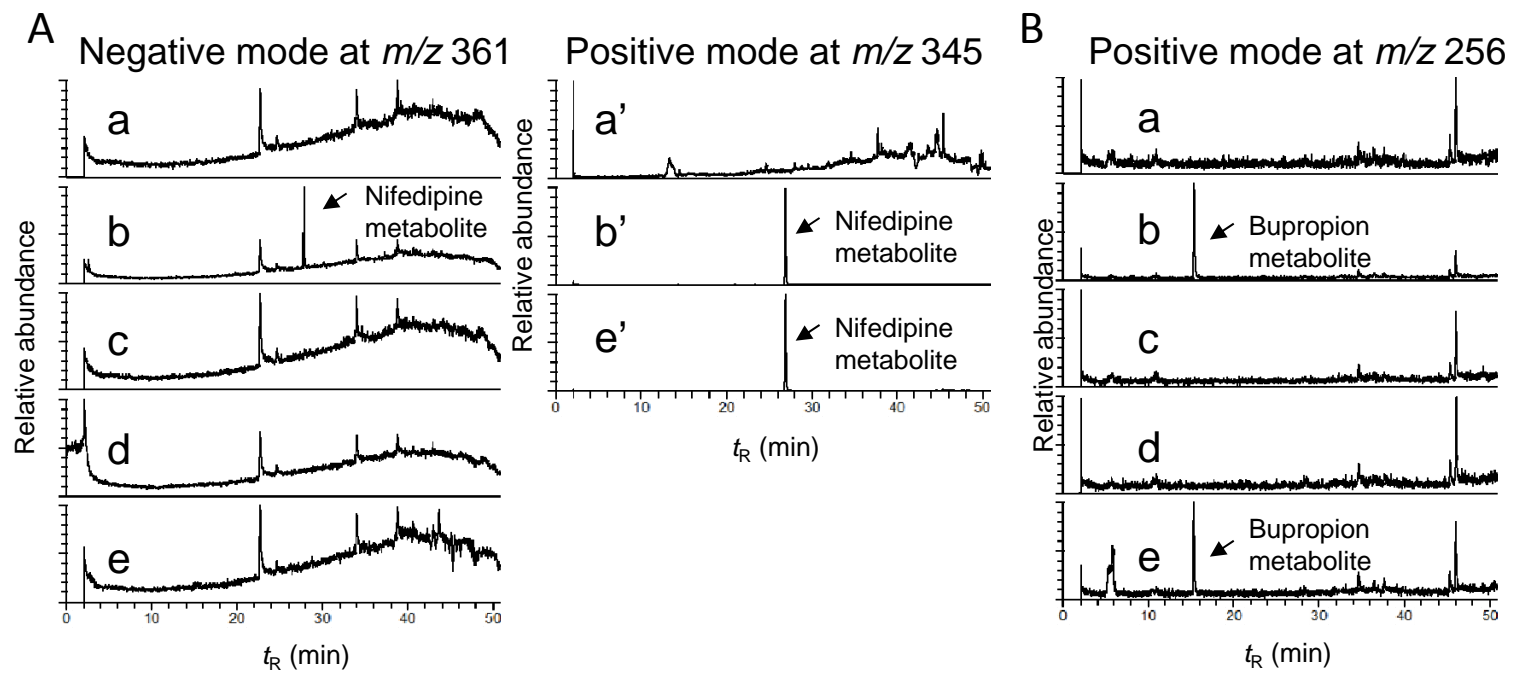 A
Negative mode at m/z 361
Positive mode at m/z 345
B
Positive mode at m/z 256
Relative abundance
a
b
Nifedipine
metabolite
c
d
e
0 10 20 30 40 50
tR (min)
Relative abundance
a’
b’
Nifedipine
metabolite
e’
Nifedipine
metabolite
0 10 20 30 40 50
tR (min)
Relative abundance
a
b
Bupropion
metabolite
c
d
e
Bupropion
metabolite
0 10 20 30 40 50
tR (min)